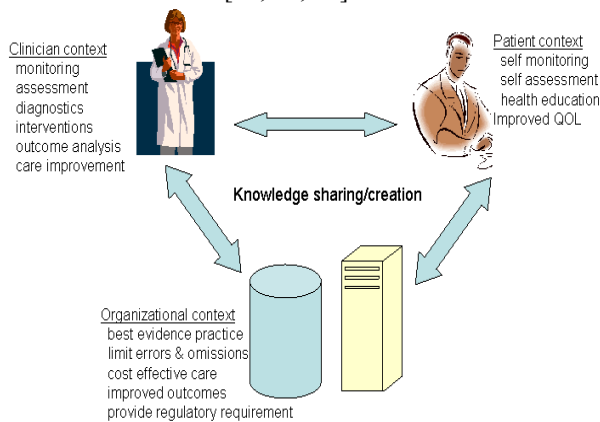 Clinician context
monitoring
assessment
diagnostics
interventions
outcome analysis
care improvement
Patient context
self monitoring
self assessment
health education
Improved QOL
Knowledge sharing/creation
Organizational context
best evidence practice
limit errors & omissions
cost effective care
improved outcomes
provide regulatory requirement